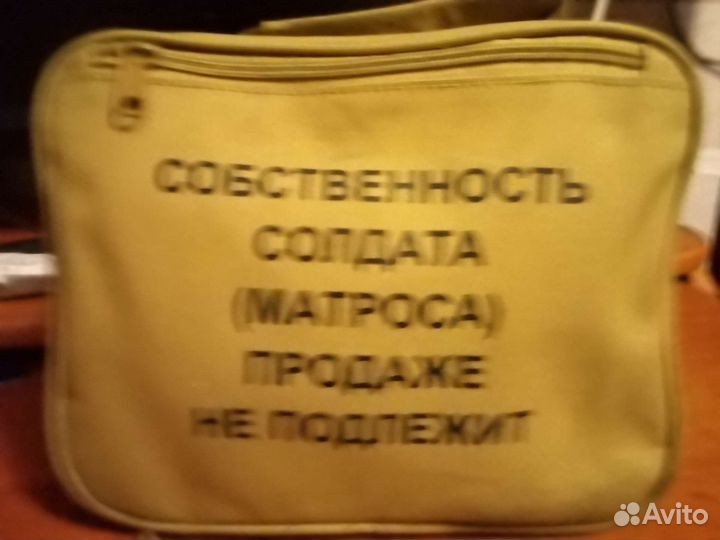 СОБСТВЕННОСТЬ
СОЛДАТА
(МАТРОСА)
ПРОДАЖЕ
НЕ ПОДЛЕЖИТ
Avito